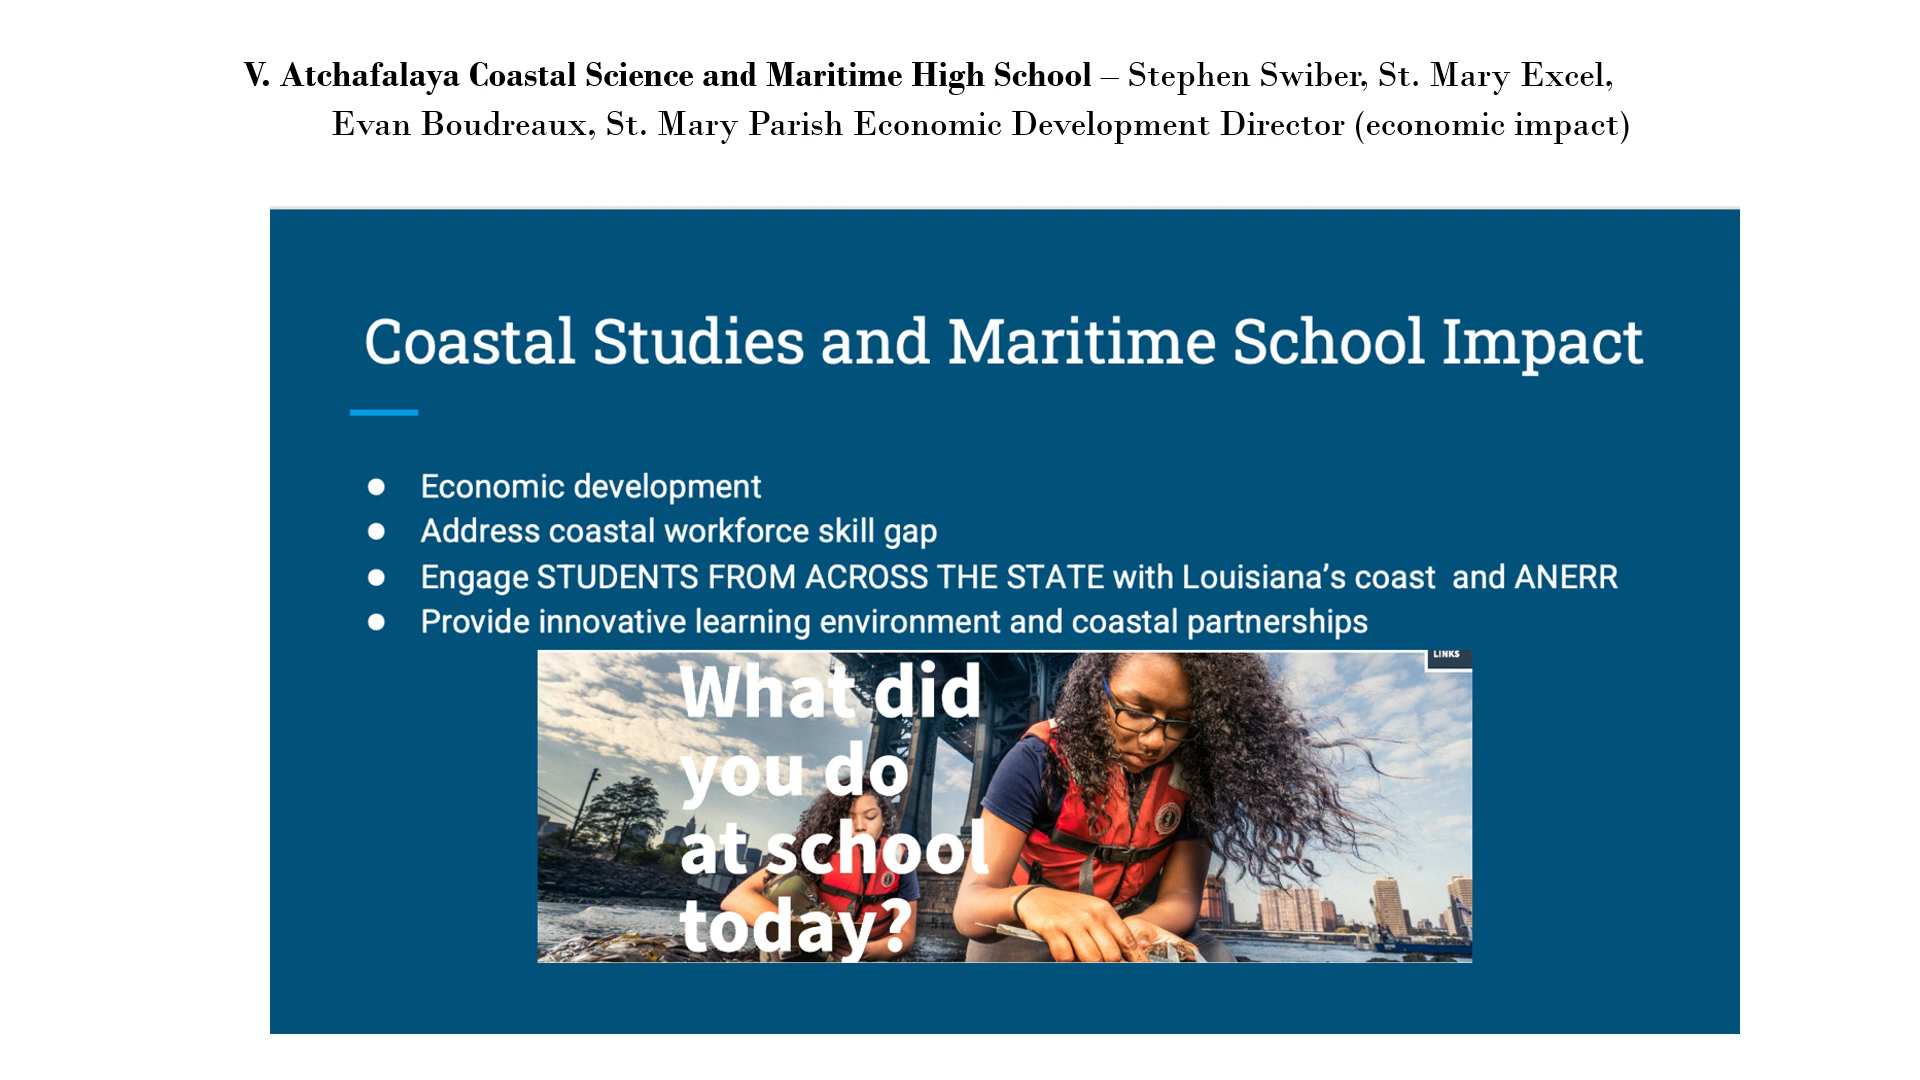 V. Atchafalaya Coastal Science and Maritime High School – Stephen Swiber, St. Mary Excel,
Evan Boudreaux, St. Mary Parish Economic Development Director (economic impact)
Coastal Studies and Maritime School Impact
● Economic development
● Address coastal workforce skill gap
● Engage STUDENTS FROM ACROSS THE STATE with Louisiana’s coast  and ANERR
● Provide innovative learning environment and coastal partnerships
LINKS
What did
you do
at school
today?